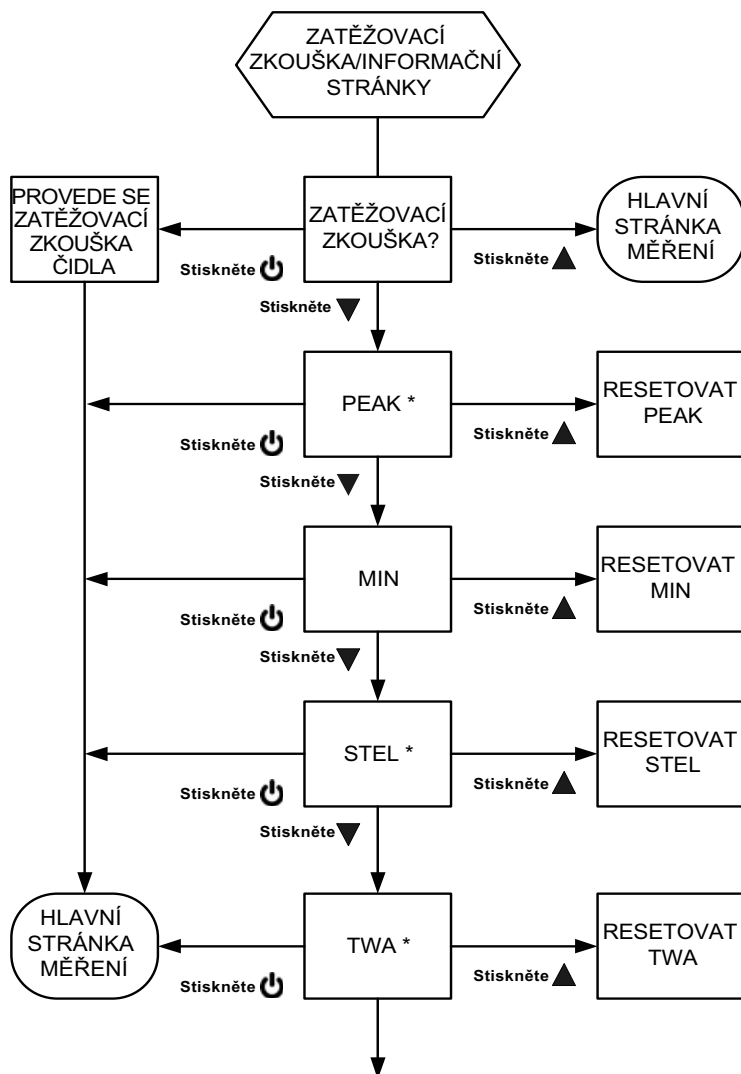 ZATĚŽOVACÍ
ZKOUŠKA/INFORMAČNÍ
STRÁNKY
PROVEDE SE
ZATĚŽOVACÍ
ZKOUŠKA
ČIDLA
ZATĚŽOVACÍ
ZKOUŠKA?
HLAVNÍ
STRÁNKA
MĚŘENÍ
Stiskněte
Stiskněte
Stiskněte
PEAK *
RESETOVAT
PEAK
Stiskněte
Stiskněte
Stiskněte
MIN
RESETOVAT
MIN
Stiskněte
Stiskněte
Stiskněte
STEL *
RESETOVAT
STEL
Stiskněte
Stiskněte
Stiskněte
HLAVNÍ
STRÁNKA
MĚŘENÍ
TWA *
RESETOVAT
TWA
Stiskněte
Stiskněte